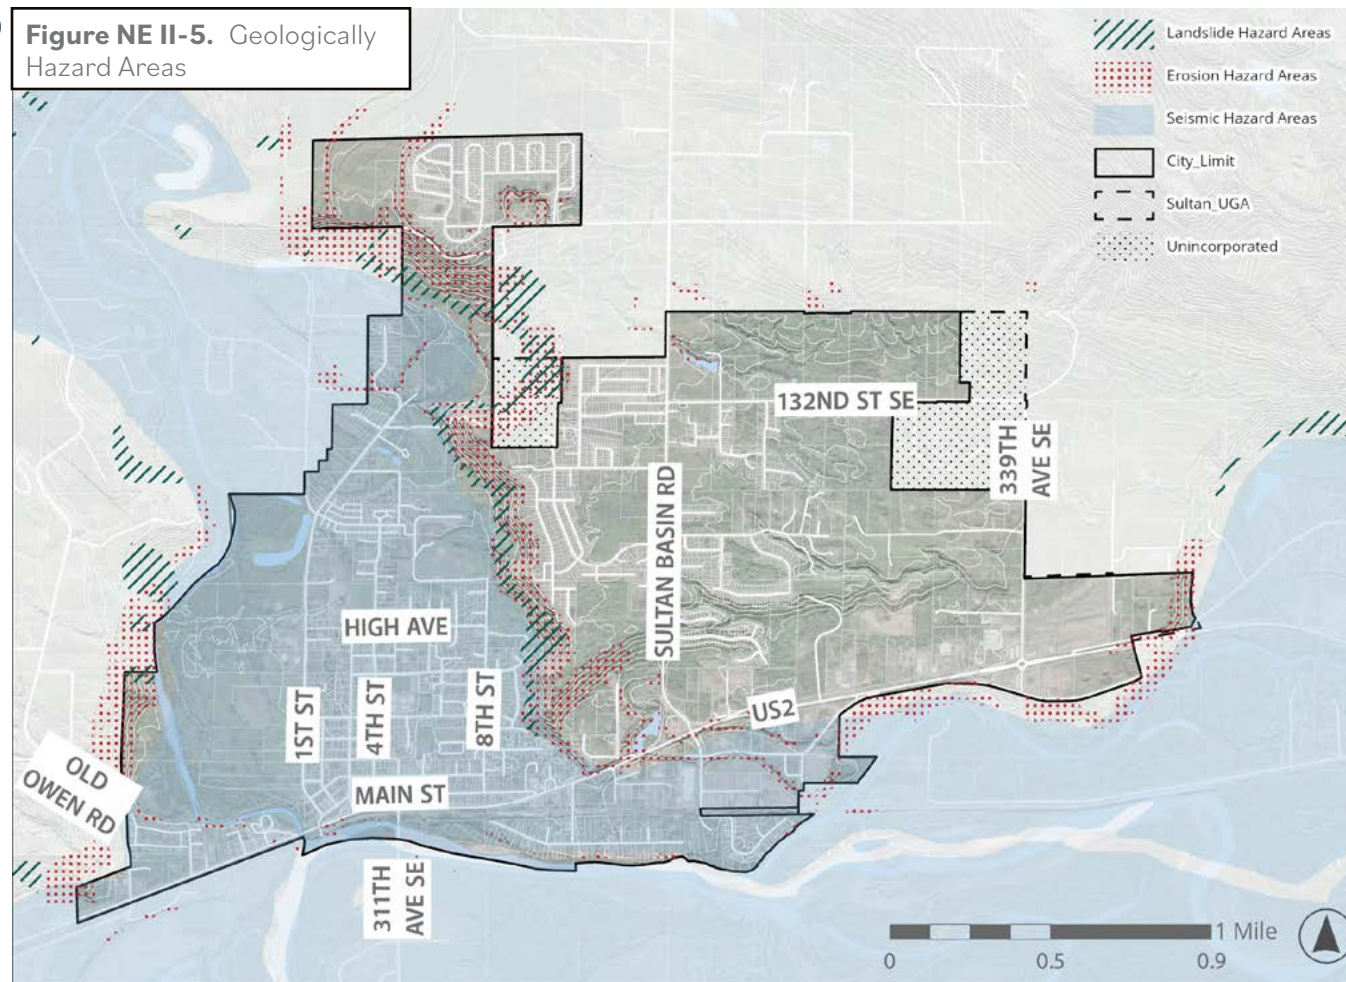 Figure NE II-5. Geologically
Hazard Areas
Landslide Hazard Areas
Erosion Hazard Areas
Seismic Hazard Areas
City_Limit
Sultan_UGA
Unincorporated
132ND ST SE
339TH
AVE SE
SULTAN BASIN RD
HIGH AVE
1ST ST
4TH ST
8TH ST
US2
OLD
OWEN RD
MAIN ST
311TH
AVE SE
1 Mile
0
0.5
0.9